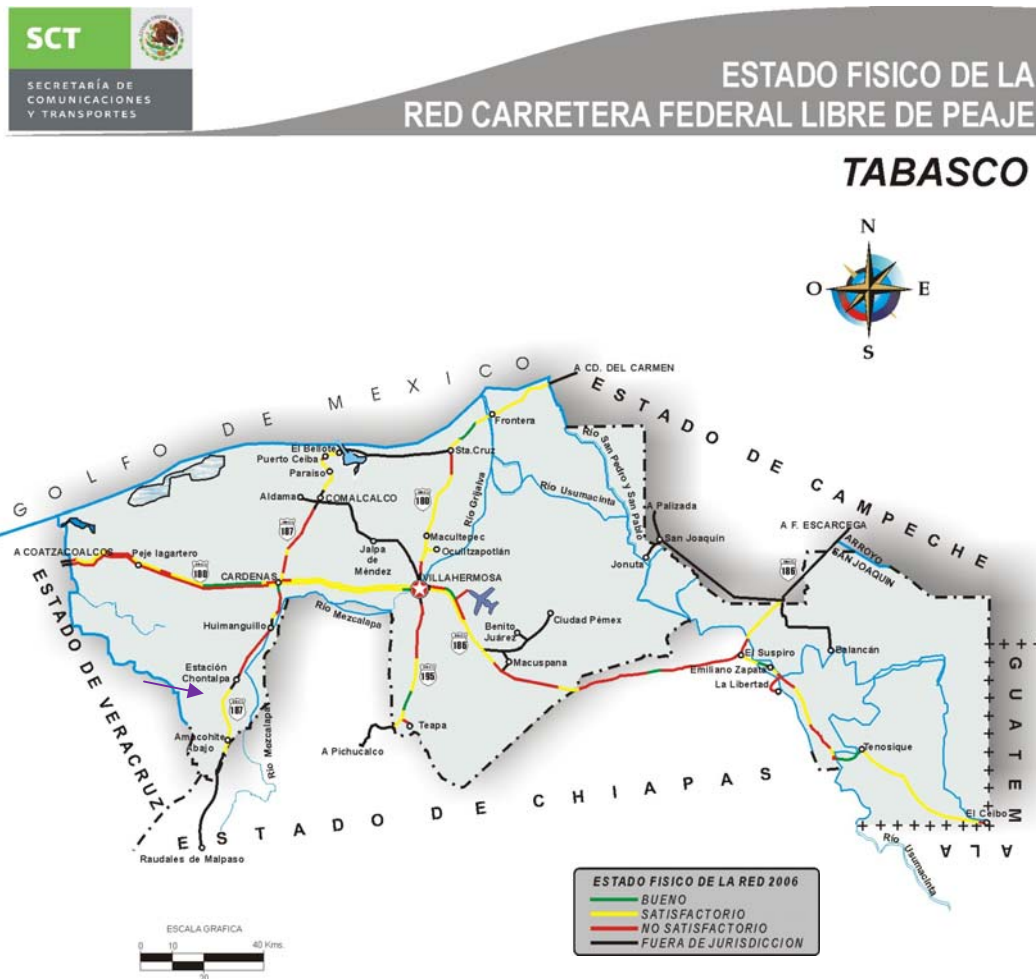 SCT
SECRETARÍA DE
COMUNICACIONES
Y TRANSPORTES
ESTADO FISICO DE LA
RED CARRETERA FEDERAL LIBRE DE PEAJE
TABASCO
N
O
E
S
GOLFO DE MEXICO
A CD. DEL CARMEN
ESTADO DE CAMPECHE
Frontera
El Bellote
Puerto Ceiba
Paraiso
Sta.Cruz
Aldama
COMALCALCO
Río Grijalva
Río San Pedro y San Pablo
Río Usumacinta
A Palizada
A F. ESCARCEGA
180
187
Macultepec
Ocuiltzapotlán
San Joaquín
ARROYO
SAN JOAQUIN
Jalpa de
Méndez
Jonuta
186
A COATZACOALCOS
Peje lagartero
180
CARDENAS
VILLAHERMOSA
ESTADO DE VERACRUZ
Río Mezcalapa
Huimanguillo
Benito
Juárez
Ciudad Pémex
186
Macuspana
El Suspiro
Balancán
Emiliano Zapata
La Libertad
GUATEMALA
Estación
Chontalpa
195
187
Río Mezcalapa
Teapa
Amacohite
Abajo
A Pichucalco
Tenosique
ESTADO DE CHIAPAS
El Ceibo
Río
Usumacinta
Raudales de Malpaso
ESTADO FISICO DE LA RED 2006
BUENO
SATISFACTORIO
NO SATISFACTORIO
FUERA DE JURISDICCION
ESCALA GRAFICA
0 10 40 Kms.
20